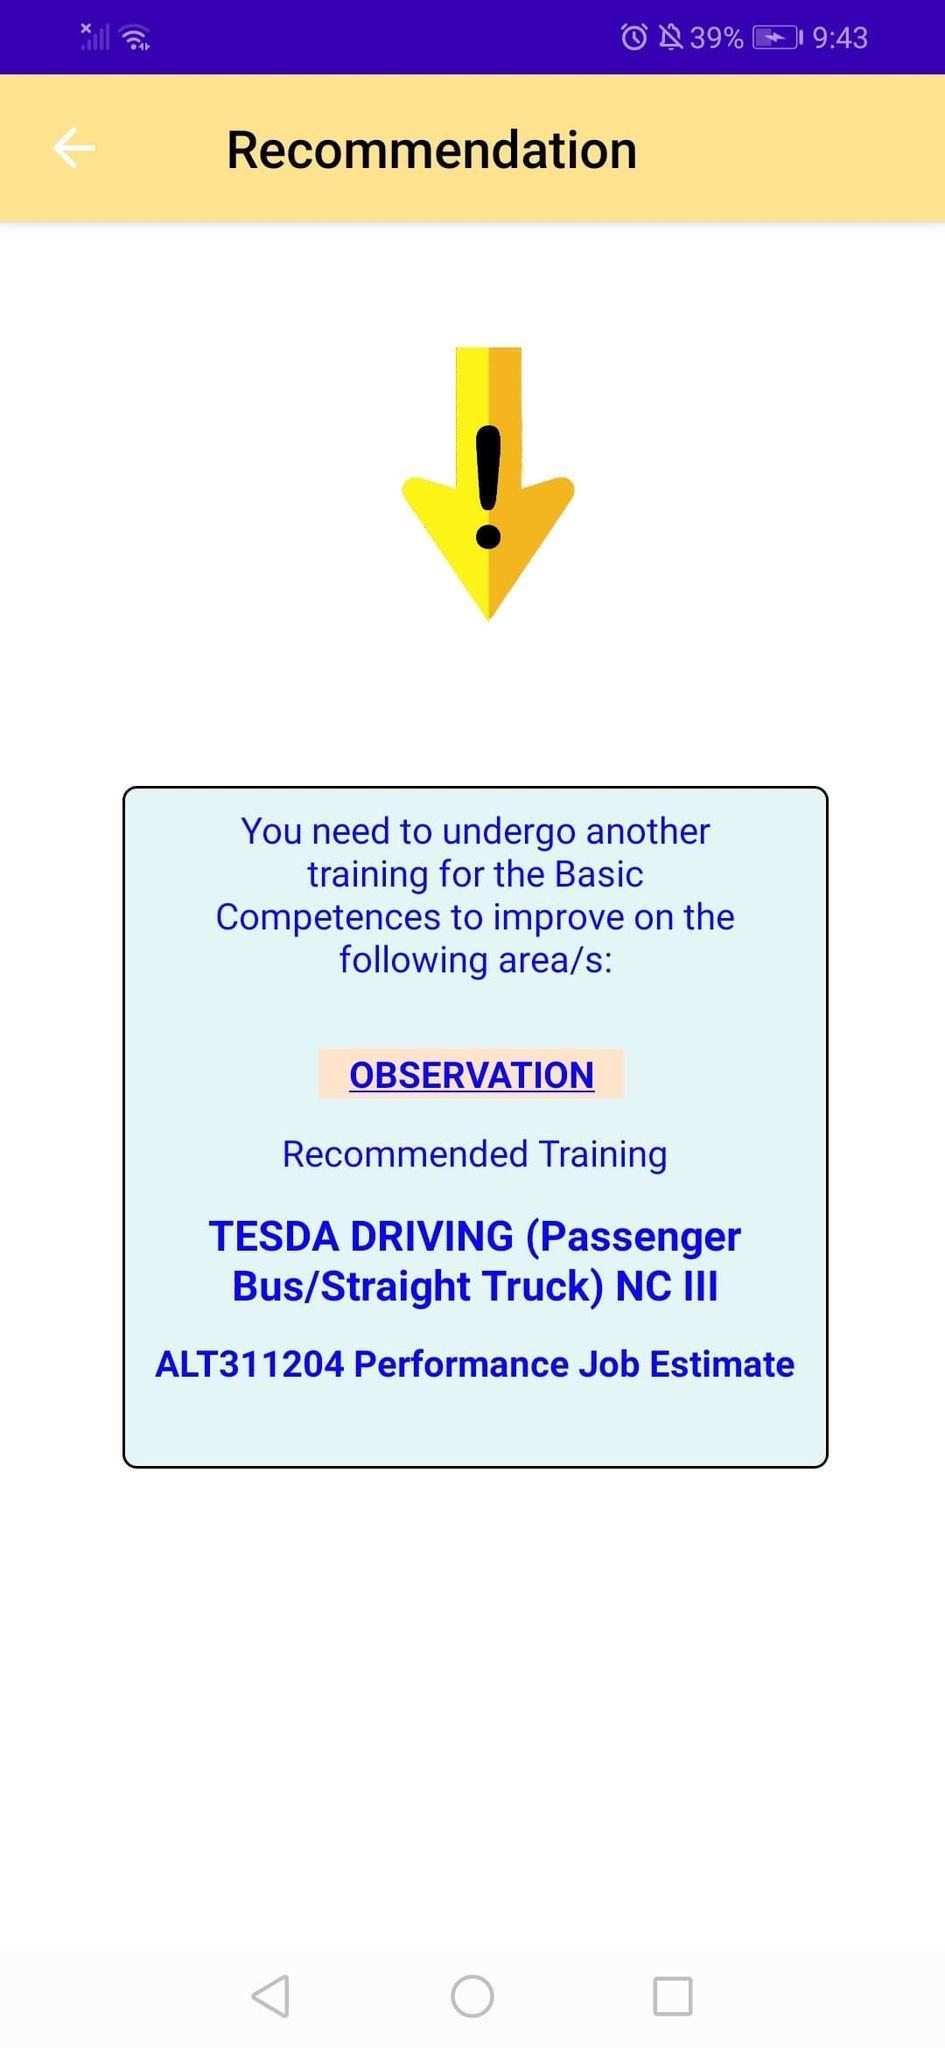 39% 9:43
Recommendation
You need to undergo another
training for the Basic
Competences to improve on the
following area/s:
OBSERVATION
Recommended Training
TESDA DRIVING (Passenger
Bus/Straight Truck) NC III
ALT311204 Performance Job Estimate